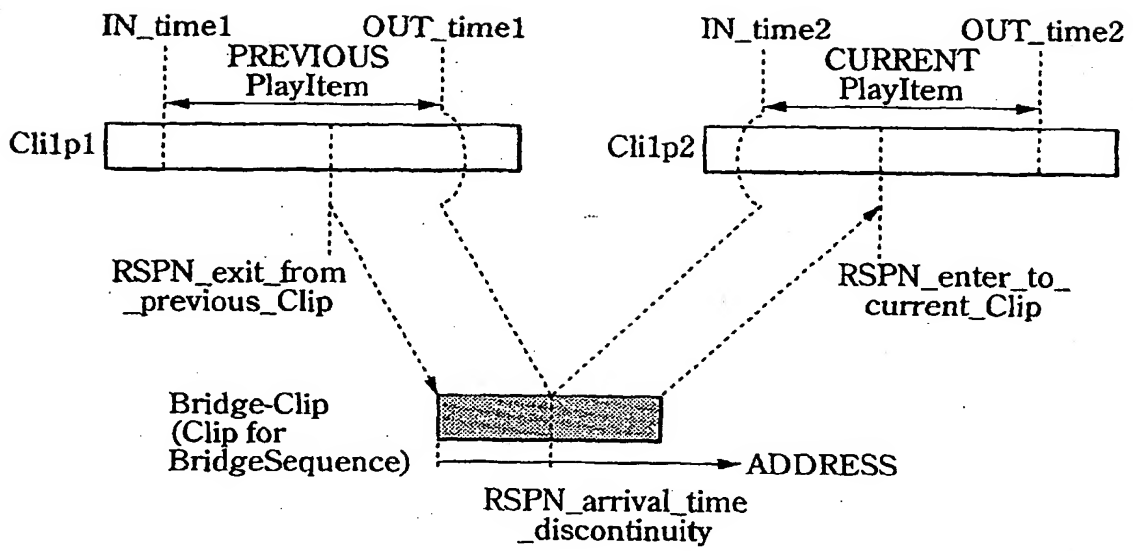 IN_time1
OUT_time1
PREVIOUS
PlayItem
IN_time2
OUT_time2
CURRENT
PlayItem
Cli1p1
Cli1p2
RSPN_exit_from
_previous_Clip
RSPN_enter_to_
current_Clip
Bridge-Clip
(Clip for
BridgeSequence)
ADDRESS
RSPN_arrival_time
_discontinuity